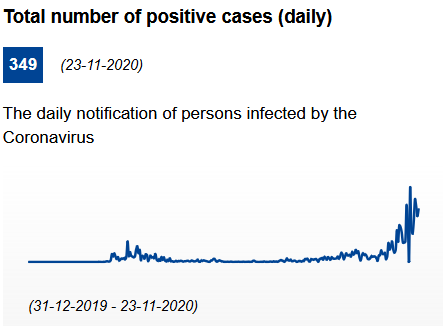 Total number of positive cases (daily)
349 (23-11-2020)
The daily notification of persons infected by the
Coronavirus
(31-12-2019 - 23-11-2020)